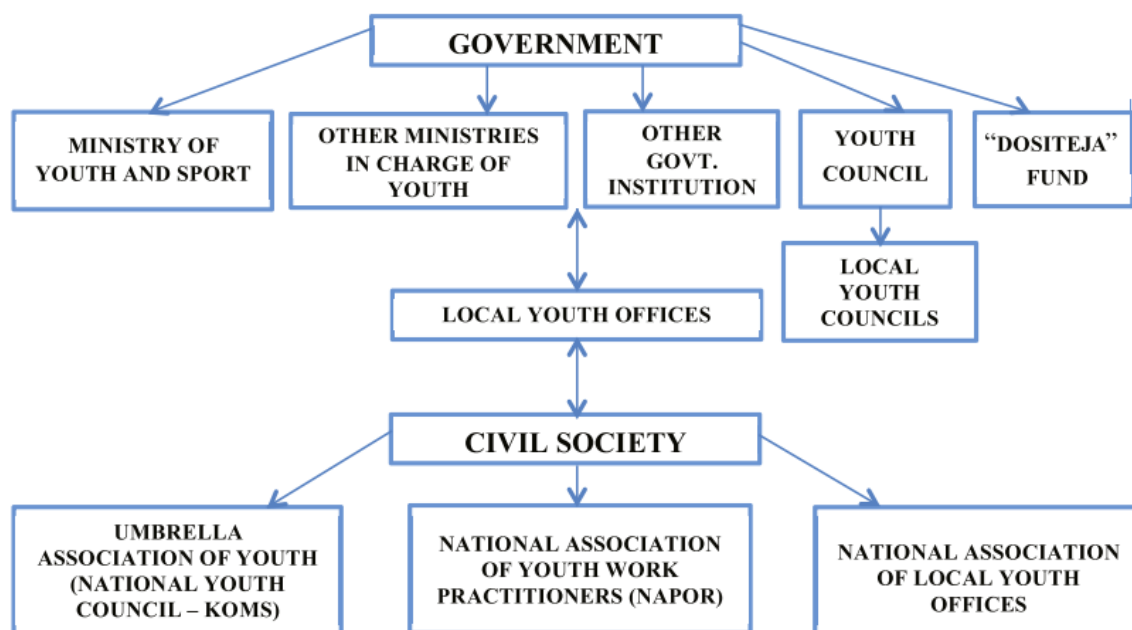 GOVERNMENT
MINISTRY OF
YOUTH AND SPORT
OTHER MINISTRIES
IN CHARGE OF
YOUTH
OTHER
GOVT.
INSTITUTION
YOUTH
COUNCIL
“DOSITEJA”
FUND
LOCAL
YOUTH
COUNCILS
LOCAL YOUTH OFFICES
CIVIL SOCIETY
UMBRELLA
ASSOCIATION OF YOUTH
(NATIONAL YOUTH
COUNCIL – KOMS)
NATIONAL ASSOCIATION
OF YOUTH WORK
PRACTITIONERS (NAPOR)
NATIONAL ASSOCIATION
OF LOCAL YOUTH
OFFICES